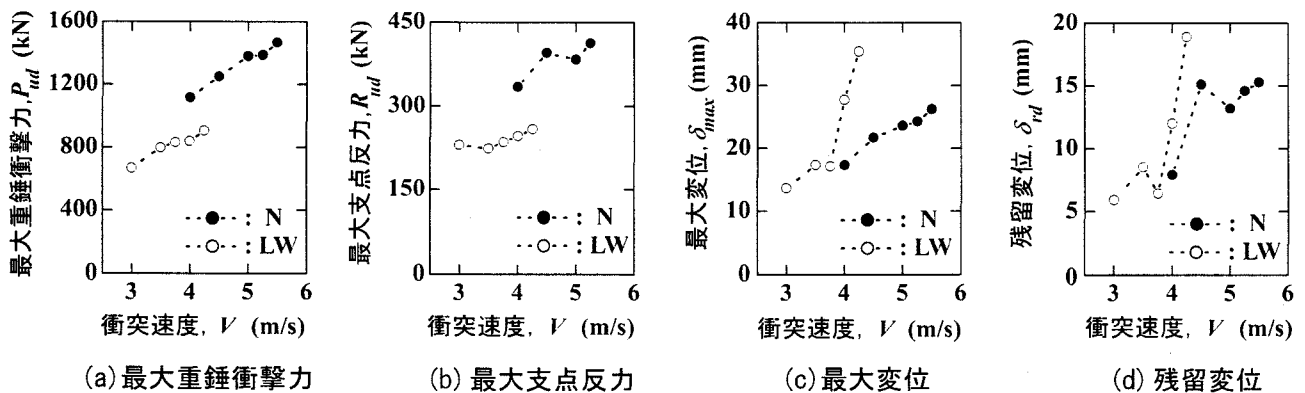 最大重錘衝撃力, P_ud (kN)
1600
1400
1200
1000
800
600
3 4 5 6
: N
: LW
衝突速度, V (m/s)
(a) 最大重錘衝撃力
最大支点反力, R_ud (kN)
450
300
150
0
3 4 5 6
: N
: LW
衝突速度, V (m/s)
(b) 最大支点反力
最大変位, δ_max (mm)
40
30
20
10
0
3 4 5 6
: N
: LW
衝突速度, V (m/s)
(c) 最大変位
残留変位, δ_rd (mm)
20
15
10
5
0
3 4 5 6
: N
: LW
衝突速度, V (m/s)
(d) 残留変位